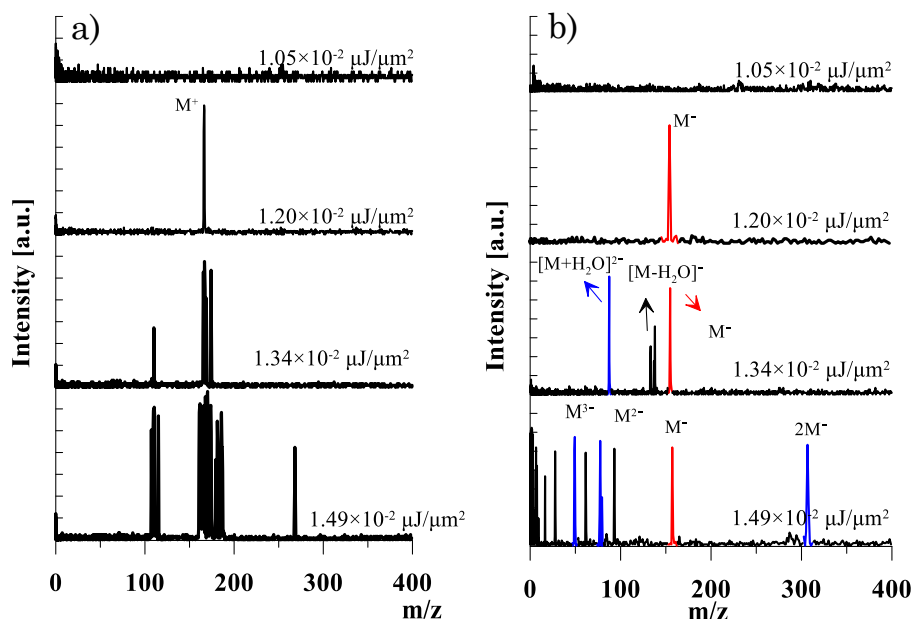 a)
1.05×10⁻² μJ/μm²
M⁺
1.20×10⁻² μJ/μm²
1.34×10⁻² μJ/μm²
1.49×10⁻² μJ/μm²
Intensity [a.u.]
0 100 200 300 400
m/z
b)
1.05×10⁻² μJ/μm²
M⁻
1.20×10⁻² μJ/μm²
[M+H₂O]²⁻ [M-H₂O]⁻
M⁻
1.34×10⁻² μJ/μm²
M³⁻ M²⁻ M⁻ 2M⁻
1.49×10⁻² μJ/μm²
Intensity [a.u.]
0 100 200 300 400
m/z